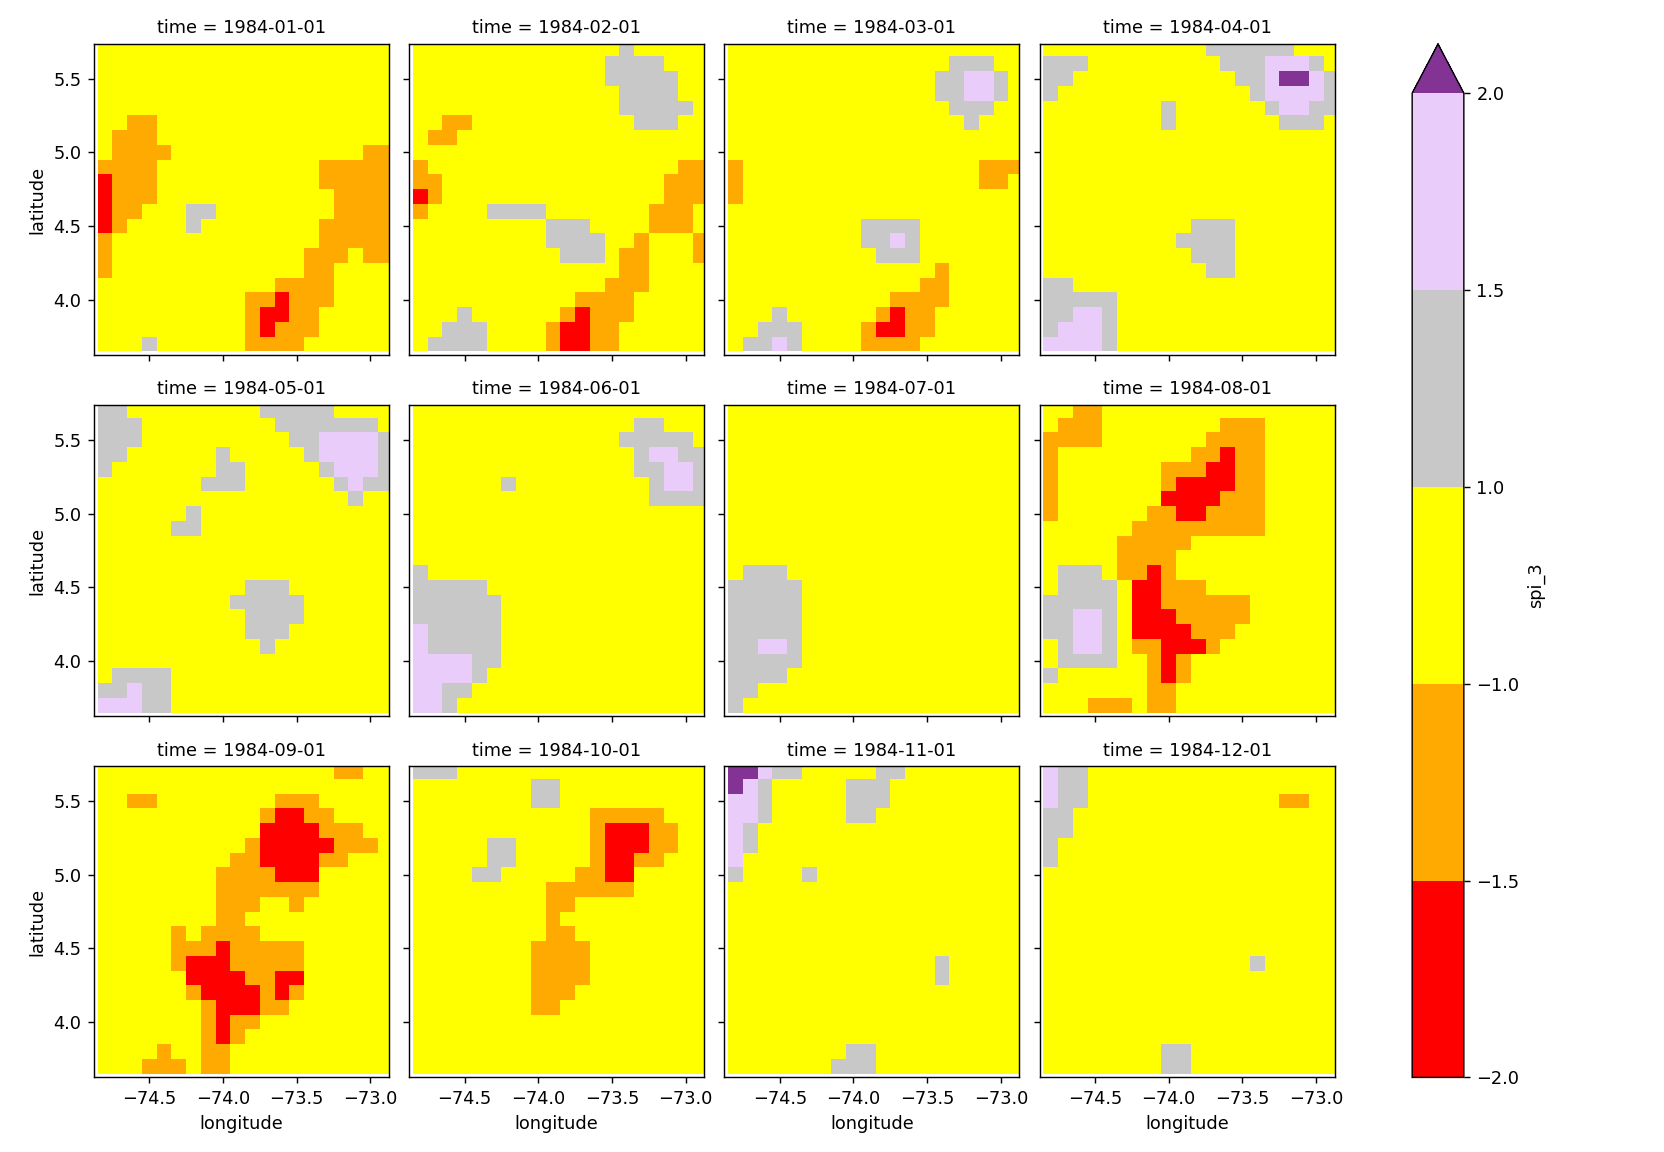 time = 1984-01-01
time = 1984-02-01
time = 1984-03-01
time = 1984-04-01
5.5
5.0
4.5
4.0
latitude
time = 1984-05-01
time = 1984-06-01
time = 1984-07-01
time = 1984-08-01
5.5
5.0
4.5
4.0
latitude
time = 1984-09-01
time = 1984-10-01
time = 1984-11-01
time = 1984-12-01
5.5
5.0
4.5
4.0
latitude
−74.5 −74.0 −73.5 −73.0
−74.5 −74.0 −73.5 −73.0
−74.5 −74.0 −73.5 −73.0
−74.5 −74.0 −73.5 −73.0
longitude
longitude
longitude
longitude
2.0
1.5
1.0
−1.0
−1.5
−2.0
spi_3